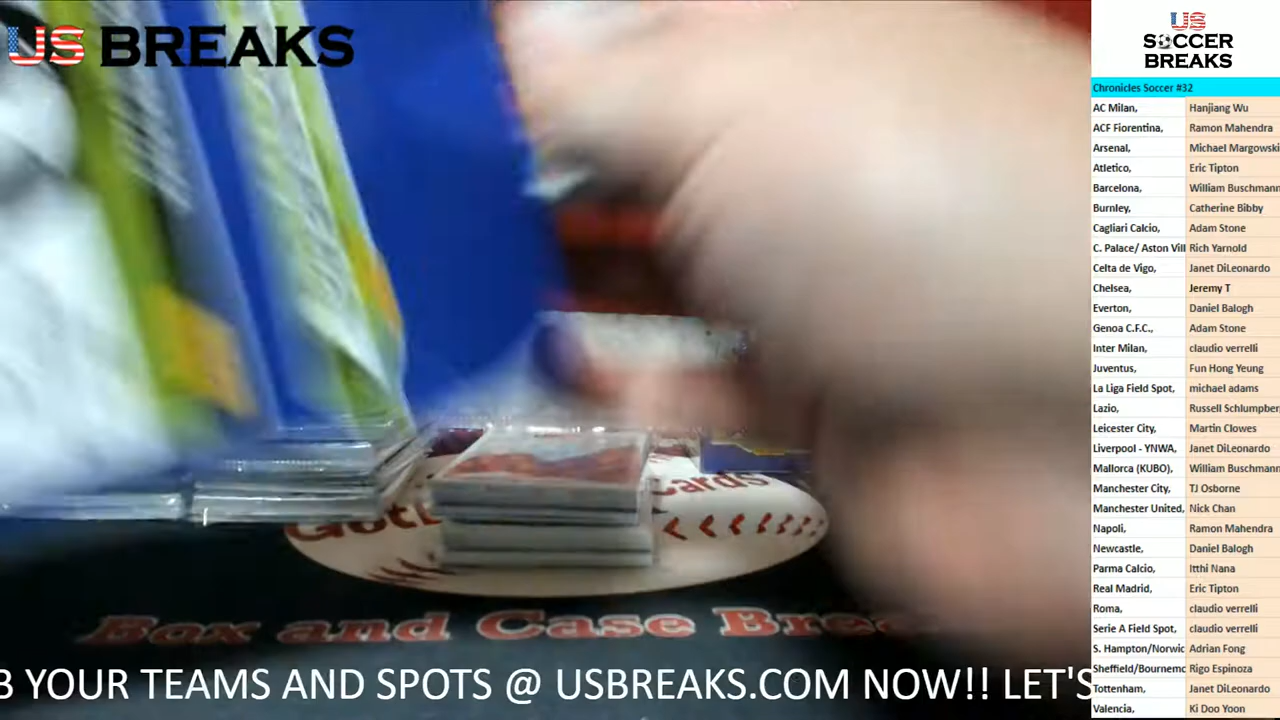 US BREAKS
US
SOCCER
BREAKS
Chronicles Soccer #32
AC Milan, Hanjiang Wu
ACF Fiorentina, Ramon Mahendra
Arsenal, Michael Margowski
Atletico, Eric Tipton
Barcelona, William Buschmann
Burnley, Catherine Bibby
Cagliari Calcio, Adam Stone
C. Palace/ Aston Vill Rich Yarnold
Celta de Vigo, Janet DiLeonardo
Chelsea, Jeremy T
Everton, Daniel Balogh
Genoa C.F.C., Adam Stone
Inter Milan, claudio verrelli
Juventus, Fun Hong Yeung
La Liga Field Spot, michael adams
Lazio, Russell Schlumpber
Leicester City, Martin Clowes
Liverpool - YNWA, Janet DiLeonardo
Mallorca (KUBO), William Buschmann
Manchester City, TJ Osborne
Manchester United, Nick Chan
Napoli, Ramon Mahendra
Newcastle, Daniel Balogh
Parma Calcio, Itthi Nana
Real Madrid, Eric Tipton
Roma, claudio verrelli
Serie A Field Spot, claudio verrelli
S. Hampton/Norwic Adrian Fong
Sheffield/Bournemo Rigo Espinoza
Tottenham, Janet DiLeonardo
Valencia, Ki Doo Yoon
Cards
Box and Case Bre
B YOUR TEAMS AND SPOTS @ USBREAKS.COM NOW!! LET'S